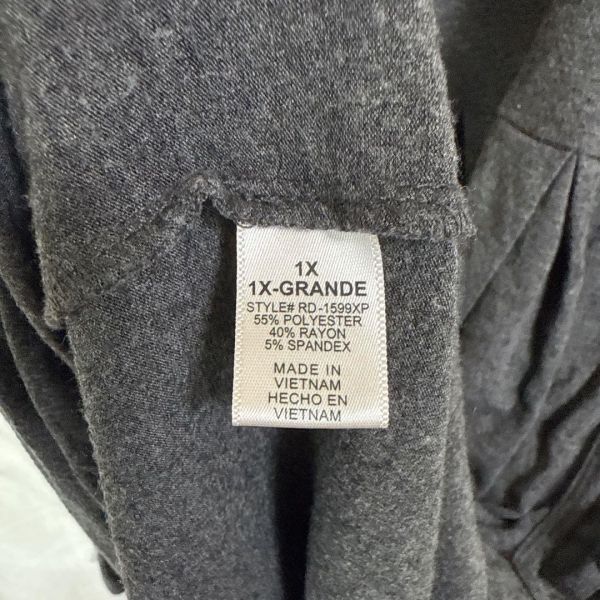 1X
1X-GRANDE
STYLE# RD-1599XP
55% POLYESTER
40% RAYON
5% SPANDEX
MADE IN
VIETNAM
HECHO EN
VIETNAM